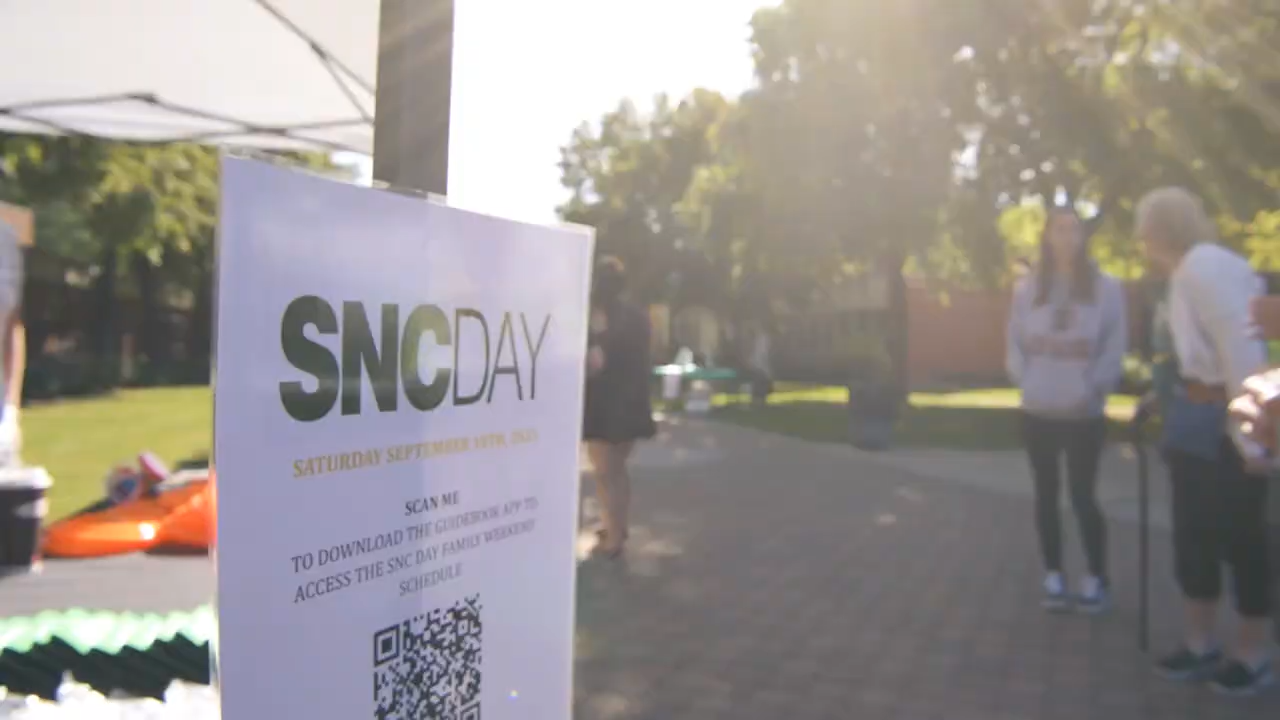 SNCDAY
SATURDAY SEPTEMBER
SCAN ME
TO DOWNLOAD THE GUIDEBOOK APP TO
ACCESS THE SNC DAY FAMILY WEEKEND
SCHEDULE